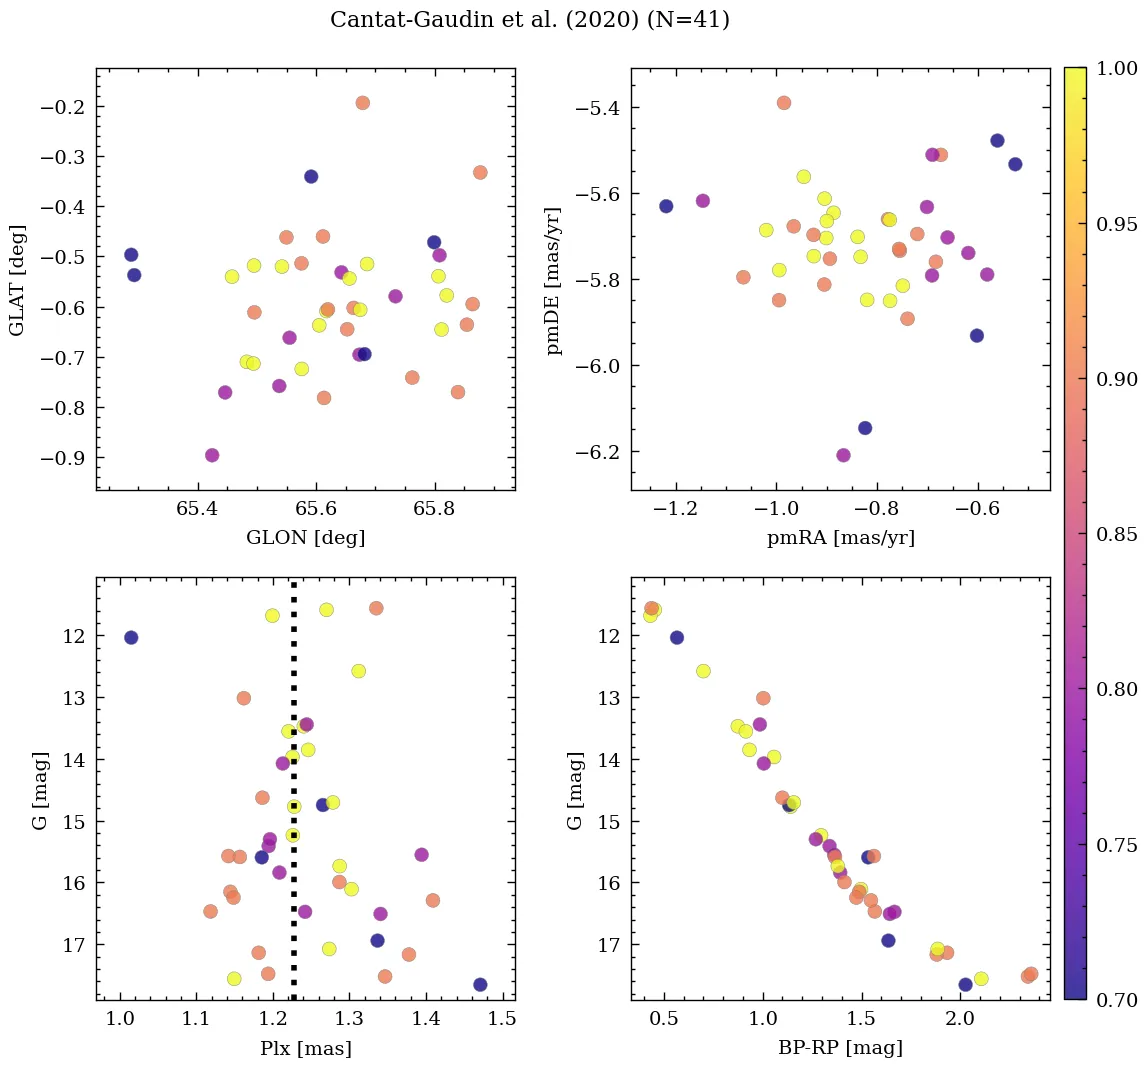 Cantat-Gaudin et al. (2020) (N=41)
−0.2
−0.3
−0.4
−0.5
−0.6
−0.7
−0.8
−0.9
GLAT [deg]
65.4 65.6 65.8
GLON [deg]
−5.4
−5.6
−5.8
−6.0
−6.2
pmDE [mas/yr]
−1.2 −1.0 −0.8 −0.6
pmRA [mas/yr]
1.00
0.95
0.90
0.85
0.80
0.75
0.70
12
13
14
15
16
17
G [mag]
1.0 1.1 1.2 1.3 1.4 1.5
Plx [mas]
12
13
14
15
16
17
G [mag]
0.5 1.0 1.5 2.0
BP-RP [mag]